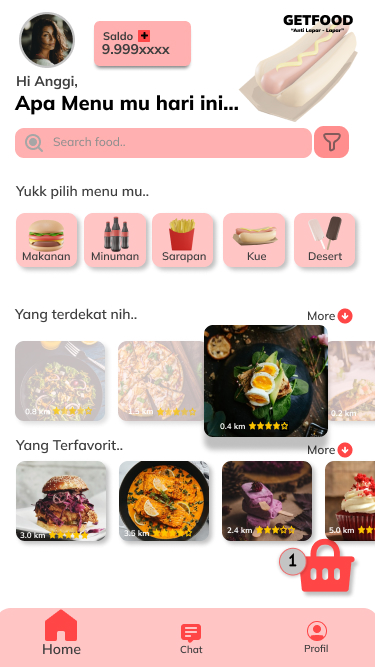 GETFOOD
"Anti Lapar - Lapar"
Saldo
9.999xxxx
Hi Anggi,
Apa Menu mu hari ini...
Search food..
Yukk pilih menu mu..
Makanan
Minuman
Sarapan
Kue
Desert
Yang terdekat nih..
More
0.8 km
1.5 km
0.4 km
0.2 km
Yang Terfavorit..
More
3.0 km
3.5 km
2.4 km
5.0 km
1
Home
Chat
Profil